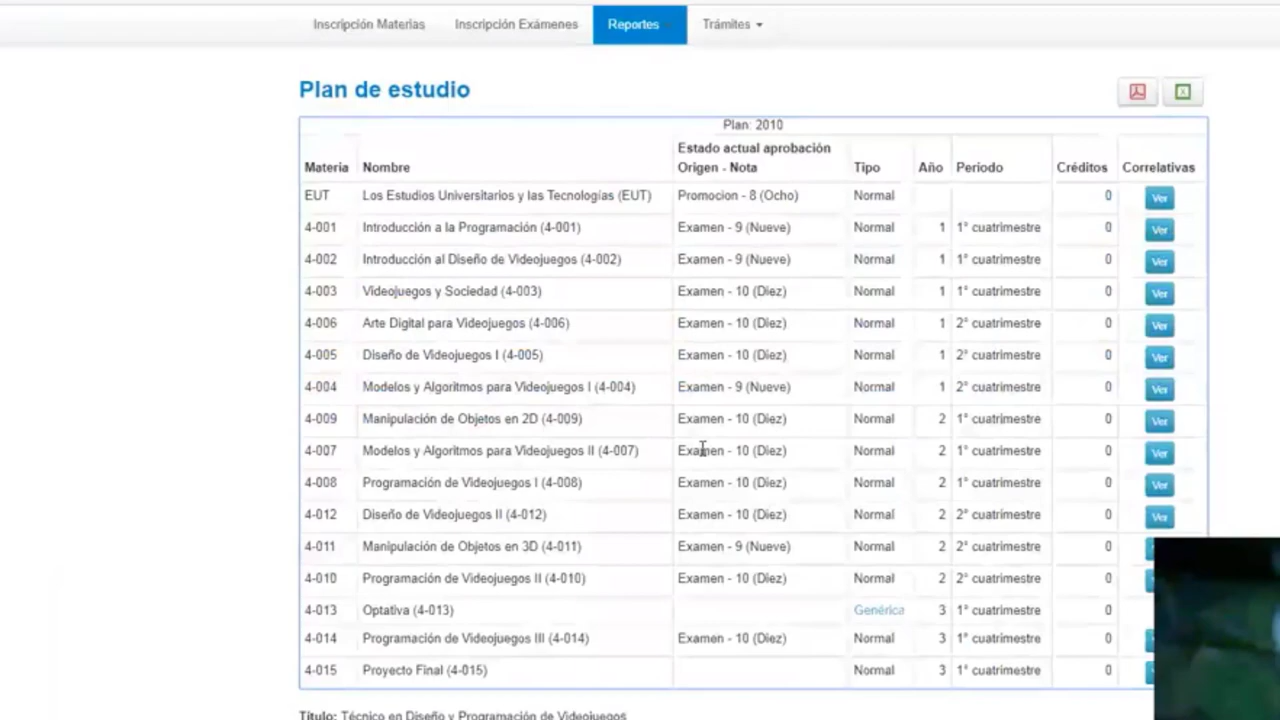 Inscripción Materias Inscripción Exámenes Reportes Trámites
Plan de estudio
Plan: 2010
Materia Nombre Estado actual aprobación Origen - Nota Tipo Año Periodo Créditos Correlativas
EUT Los Estudios Universitarios y las Tecnologías (EUT) Promocion - 8 (Ocho) Normal 0 Ver
4-001 Introducción a la Programación (4-001) Examen - 9 (Nueve) Normal 1 1° cuatrimestre 0 Ver
4-002 Introducción al Diseño de Videojuegos (4-002) Examen - 9 (Nueve) Normal 1 1° cuatrimestre 0 Ver
4-003 Videojuegos y Sociedad (4-003) Examen - 10 (Diez) Normal 1 1° cuatrimestre 0 Ver
4-006 Arte Digital para Videojuegos (4-006) Examen - 10 (Diez) Normal 1 2° cuatrimestre 0 Ver
4-005 Diseño de Videojuegos I (4-005) Examen - 10 (Diez) Normal 1 2° cuatrimestre 0 Ver
4-004 Modelos y Algoritmos para Videojuegos I (4-004) Examen - 9 (Nueve) Normal 1 2° cuatrimestre 0 Ver
4-009 Manipulación de Objetos en 2D (4-009) Examen - 10 (Diez) Normal 2 1° cuatrimestre 0 Ver
4-007 Modelos y Algoritmos para Videojuegos II (4-007) Examen - 10 (Diez) Normal 2 1° cuatrimestre 0 Ver
4-008 Programación de Videojuegos I (4-008) Examen - 10 (Diez) Normal 2 1° cuatrimestre 0 Ver
4-012 Diseño de Videojuegos II (4-012) Examen - 10 (Diez) Normal 2 2° cuatrimestre 0 Ver
4-011 Manipulación de Objetos en 3D (4-011) Examen - 9 (Nueve) Normal 2 2° cuatrimestre 0
4-010 Programación de Videojuegos II (4-010) Examen - 10 (Diez) Normal 2 2° cuatrimestre 0
4-013 Optativa (4-013) Genérica 3 1° cuatrimestre 0
4-014 Programación de Videojuegos III (4-014) Examen - 10 (Diez) Normal 3 1° cuatrimestre 0
4-015 Proyecto Final (4-015) Normal 3 1° cuatrimestre 0
Título: Técnico en Diseño y Programación de Videojuegos